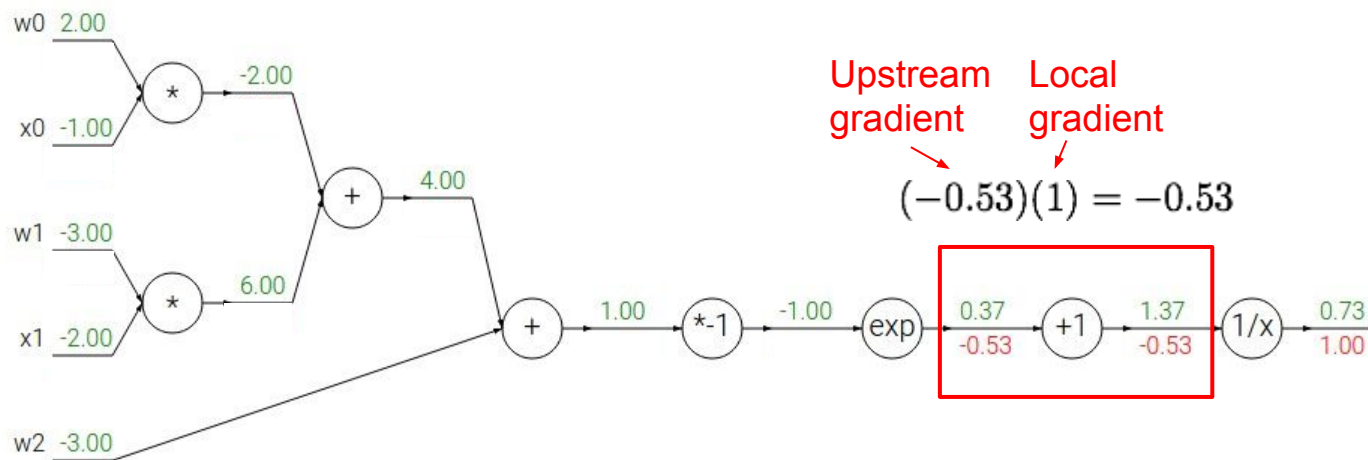 w0 2.00
*
-2.00
x0 -1.00
Upstream gradient
Local gradient
(−0.53)(1) = −0.53
+
4.00
w1 -3.00
*
6.00
x1 -2.00
+
1.00
*-1
-1.00
exp
0.37
-0.53
+1
1.37
-0.53
1/x
0.73
1.00
w2 -3.00